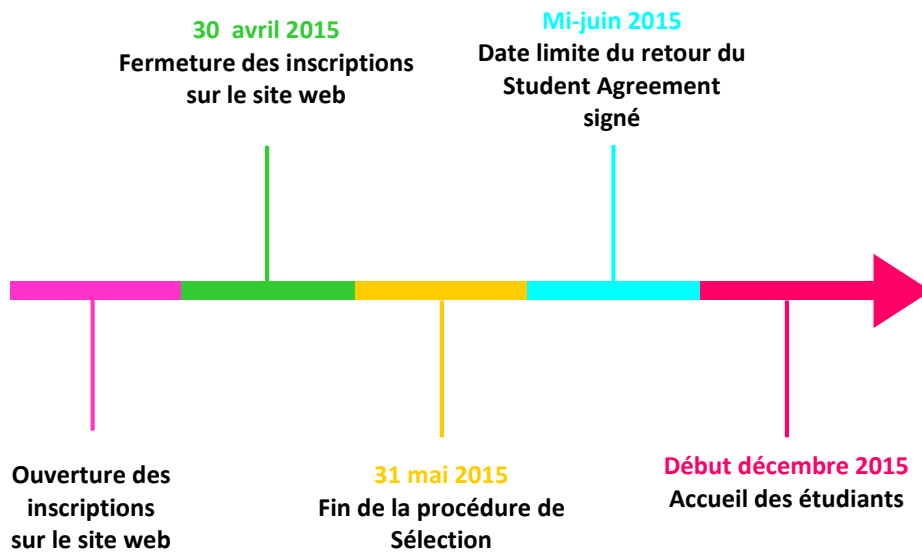 30 avril 2015
Fermeture des inscriptions
sur le site web
Mi-juin 2015
Date limite du retour du
Student Agreement
signé
Ouverture des
inscriptions
sur le site web
31 mai 2015
Fin de la procédure de
Sélection
Début décembre 2015
Accueil des étudiants